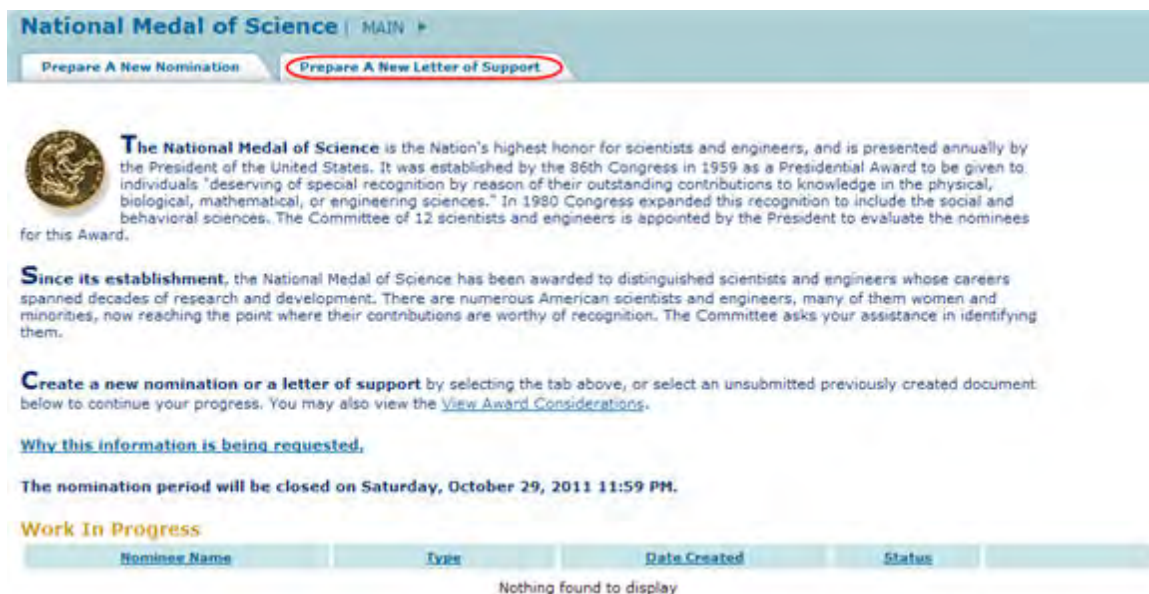 National Medal of Science | MAIN
Prepare A New Nomination
Prepare A New Letter of Support
The National Medal of Science is the Nation's highest honor for scientists and engineers, and is presented annually by
the President of the United States. It was established by the 86th Congress in 1959 as a Presidential Award to be given to
individuals "deserving of special recognition by reason of their outstanding contributions to knowledge in the physical,
biological, mathematical, or engineering sciences." In 1980 Congress expanded this recognition to include the social and
behavioral sciences. The Committee of 12 scientists and engineers is appointed by the President to evaluate the nominees
for this Award.
Since its establishment, the National Medal of Science has been awarded to distinguished scientists and engineers whose careers
spanned decades of research and development. There are numerous American scientists and engineers, many of them women and
minorities, now reaching the point where their contributions are worthy of recognition. The Committee asks your assistance in identifying
them.
Create a new nomination or a letter of support by selecting the tab above, or select an unsubmitted previously created document
below to continue your progress. You may also view the View Award Considerations.
Why this information is being requested.
The nomination period will be closed on Saturday, October 29, 2011 11:59 PM.
Work In Progress
Nominee Name Type Date Created Status
Nothing found to display